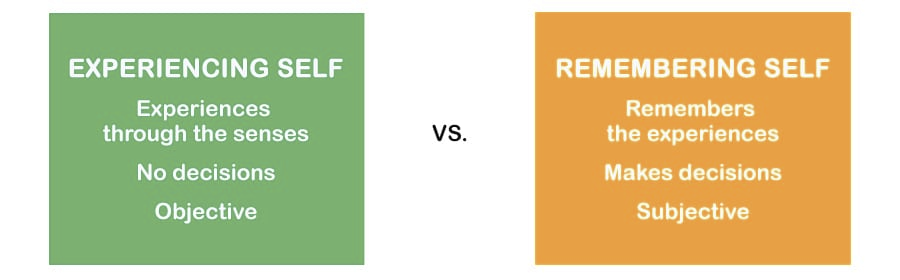 EXPERIENCING SELF
Experiences
through the senses
No decisions
Objective
vs.
REMEMBERING SELF
Remembers
the experiences
Makes decisions
Subjective